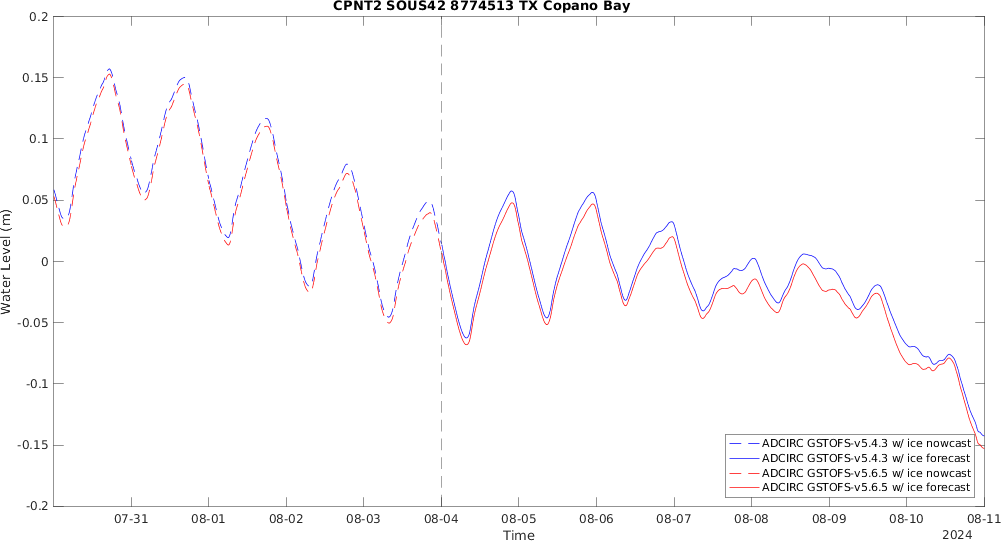 CPNT2 SOUS42 8774513 TX Copano Bay
0.2
0.15
0.1
0.05
0
-0.05
-0.1
-0.15
-0.2
Water Level (m)
ADCIRC GSTOFS-v5.4.3 w/ ice nowcast
ADCIRC GSTOFS-v5.4.3 w/ ice forecast
ADCIRC GSTOFS-v5.6.5 w/ ice nowcast
ADCIRC GSTOFS-v5.6.5 w/ ice forecast
07-31 08-01 08-02 08-03 08-04 08-05 08-06 08-07 08-08 08-09 08-10 08-11
Time 2024